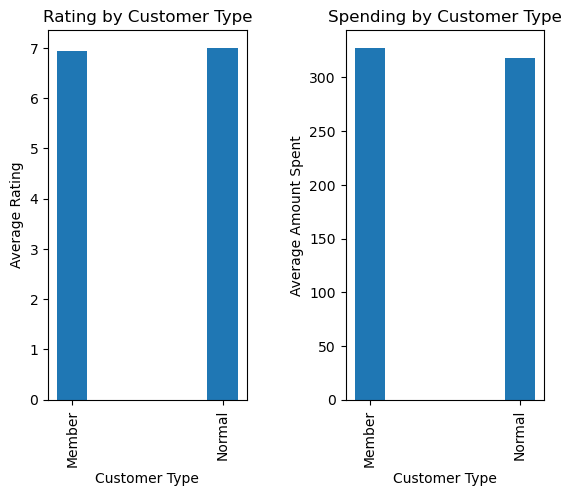 Rating by Customer Type
Average Rating
7
6
5
4
3
2
1
0
Member
Normal
Customer Type
Spending by Customer Type
Average Amount Spent
300
250
200
150
100
50
0
Member
Normal
Customer Type